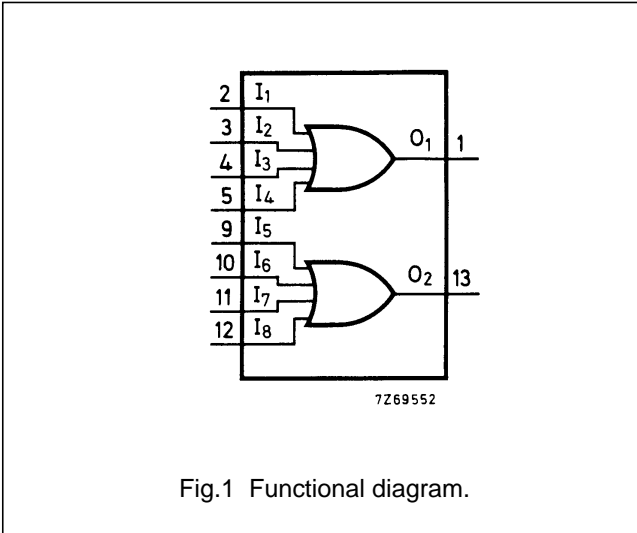 2 I1
3 I2
4 I3
5 I4
O1 1
9 I5
10 I6
11 I7
12 I8
O2 13
7Z69552
Fig.1 Functional diagram.